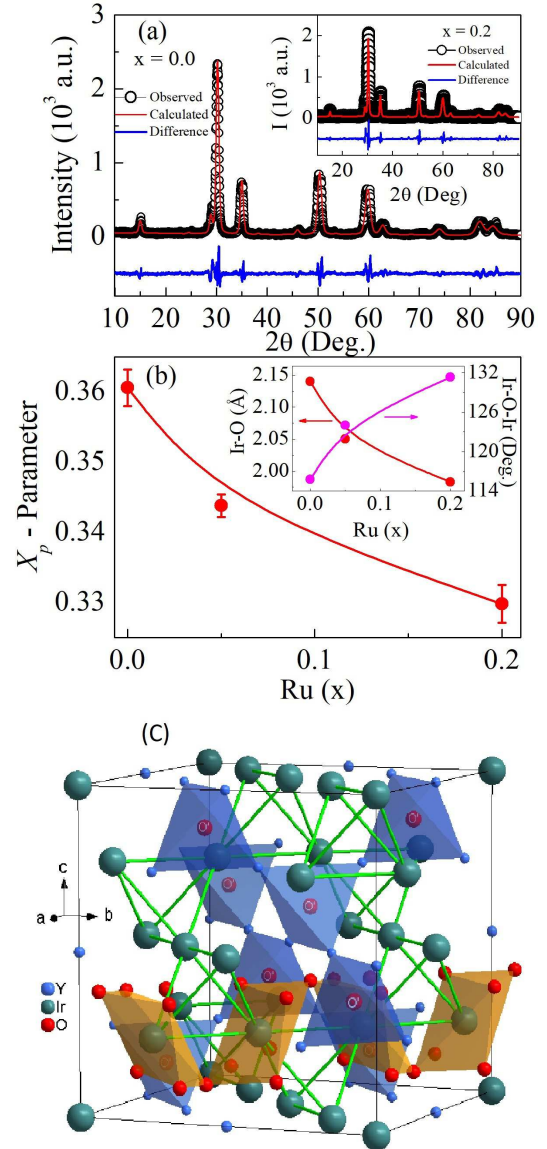 (a)
x = 0.0
Observed
Calculated
Difference
Intensity (10³ a.u.)
3
2
1
0
10 20 30 40 50 60 70 80 90
2θ (Deg.)
x = 0.2
Observed
Calculated
Difference
I (10³ a.u.)
2
1
0
20 40 60 80
2θ (Deg)
(b)
Xₚ - Parameter
0.36
0.35
0.34
0.33
0.0 0.1 0.2
Ru (x)
Ir-O (Å)
2.15
2.10
2.05
2.00
0.0 0.1 0.2
Ru (x)
132
126
120
114
Ir-O-Ir (Deg.)
(C)
c
a b
Y
Ir
O
O'
O'
O'
O'
O'
O'